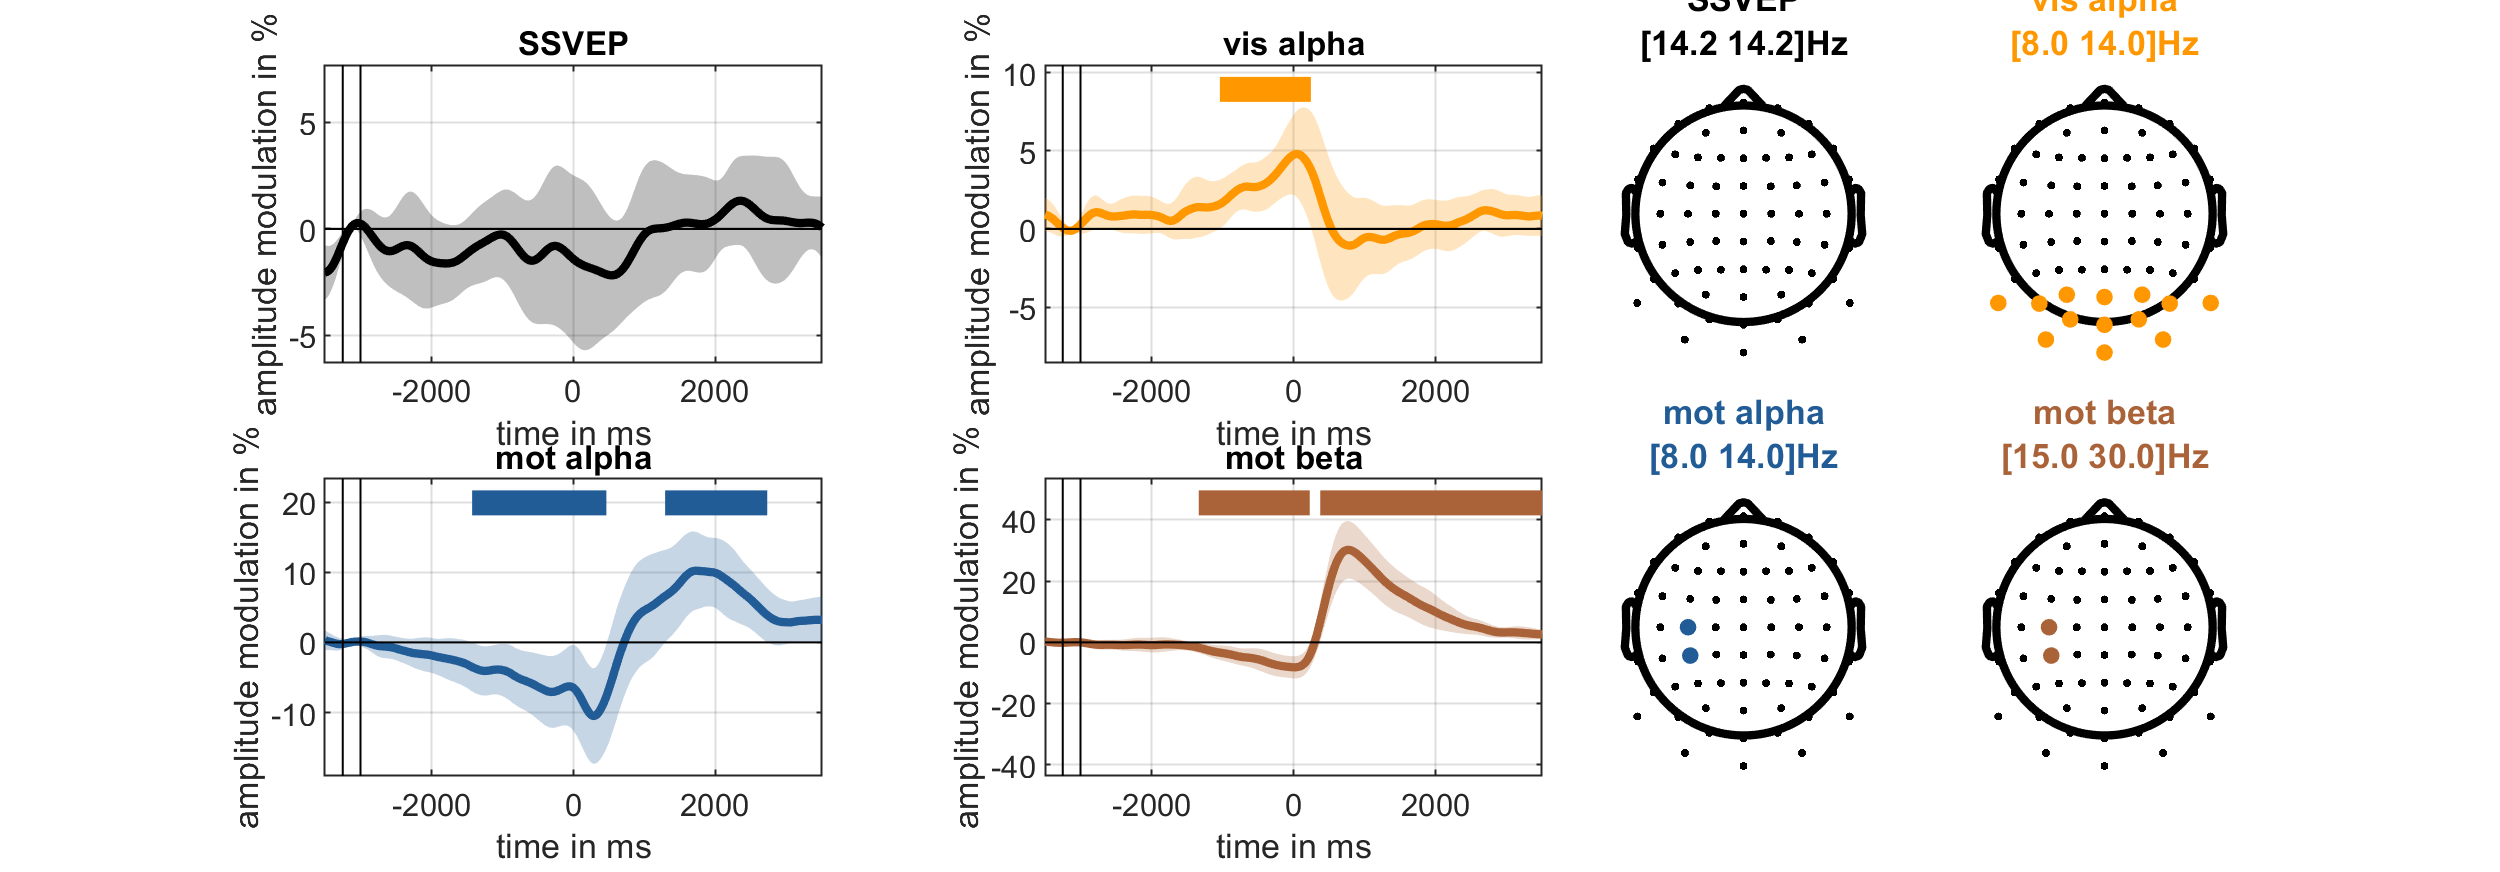 SSVEP
amplitude modulation in %
5
0
-5
-2000 0 2000
time in ms
vis alpha
amplitude modulation in %
10
5
0
-5
-2000 0 2000
time in ms
SSVEP
[14.2 14.2]Hz
vis alpha
[8.0 14.0]Hz
mot alpha
amplitude modulation in %
20
10
0
-10
-2000 0 2000
time in ms
mot beta
amplitude modulation in %
40
20
0
-20
-40
-2000 0 2000
time in ms
mot alpha
[8.0 14.0]Hz
mot beta
[15.0 30.0]Hz